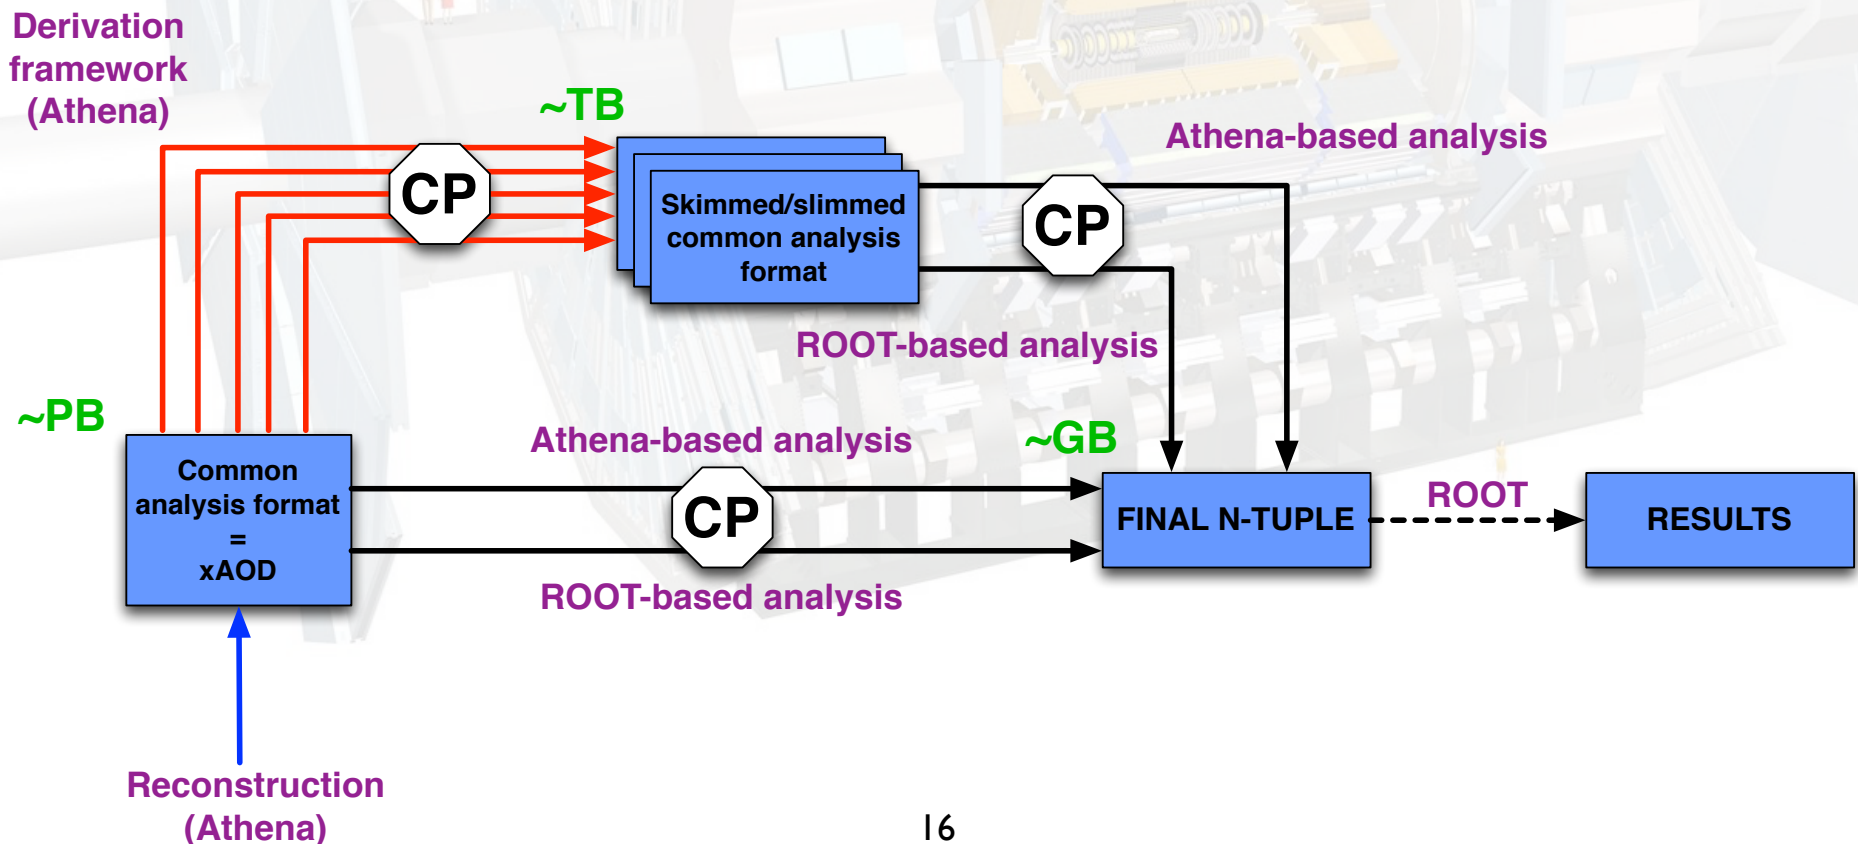 Derivation
framework
(Athena)
~TB
Athena-based analysis
CP
Skimmed/slimmed
common analysis
format
CP
ROOT-based analysis
~PB
Athena-based analysis
~GB
Common
analysis format
=
xAOD
CP
FINAL N-TUPLE
ROOT
RESULTS
ROOT-based analysis
Reconstruction
(Athena)
16